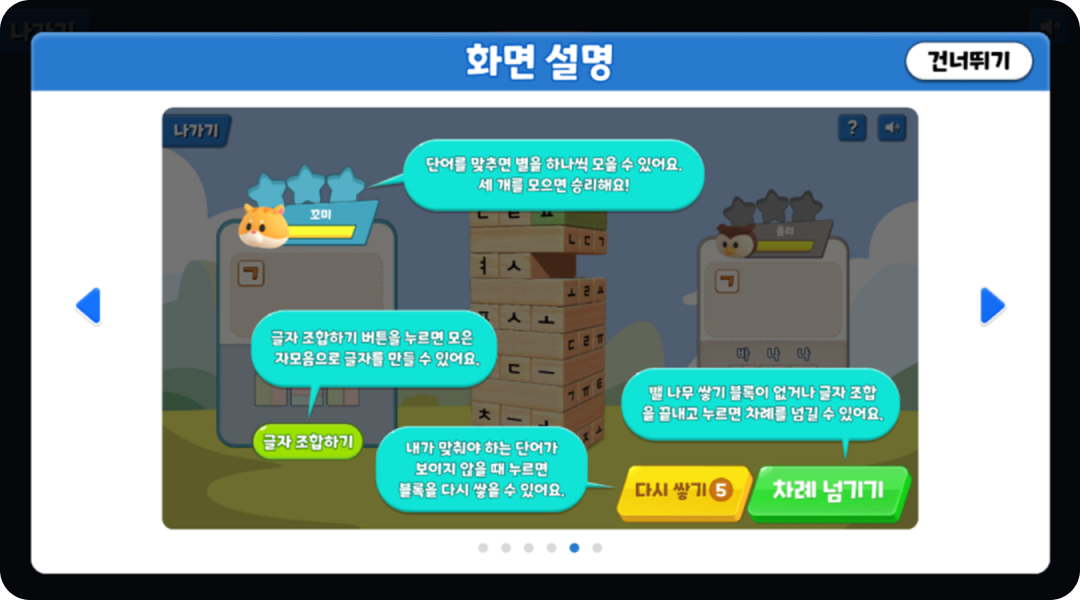 나가기
화면 설명
건너뛰기
나가기
?
단어를 맞추면 별을 하나씩 모을 수 있어요.
세 개를 모으면 승리해요!
꼬미
올리
ㄱ
ㄱ
ㄴ ㄷ ㄱ
ㅕ ㅅ
ㅗ ㄹ ㅛ
ㅍ ㅅ ㅗ
ㄷ ㅡ
ㅊ ㅡ
바 나 나
글자 조합하기 버튼을 누르면 모은
자모음으로 글자를 만들 수 있어요.
글자 조합하기
내가 맞춰야 하는 단어가
보이지 않을 때 누르면
블록을 다시 쌓을 수 있어요.
맬 나무 쌓기 블록이 없거나 글자 조합
을 끝내고 누르면 차례를 넘길 수 있어요.
다시 쌓기 5
차례 넘기기